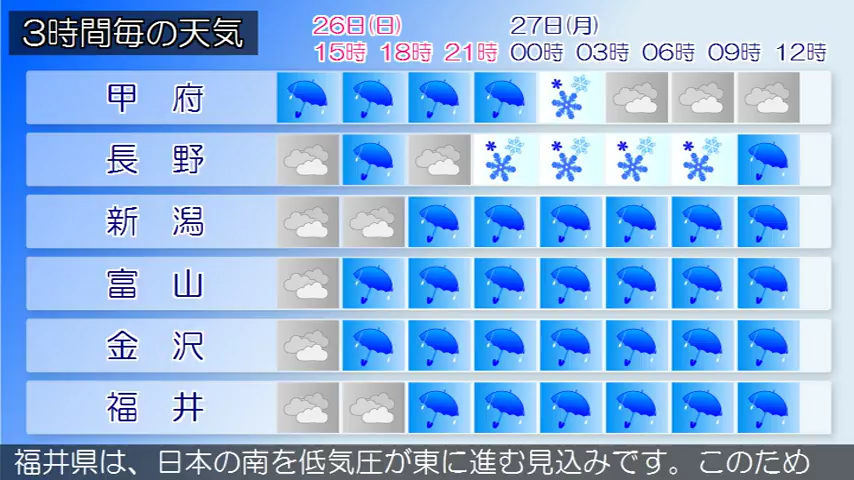 3時間毎の天気
26日(日) 27日(月)
15時 18時 21時 00時 03時 06時 09時 12時
甲 府
長 野
新 潟
富 山
金 沢
福 井
福井県は、日本の南を低気圧が東に進む見込みです。このため